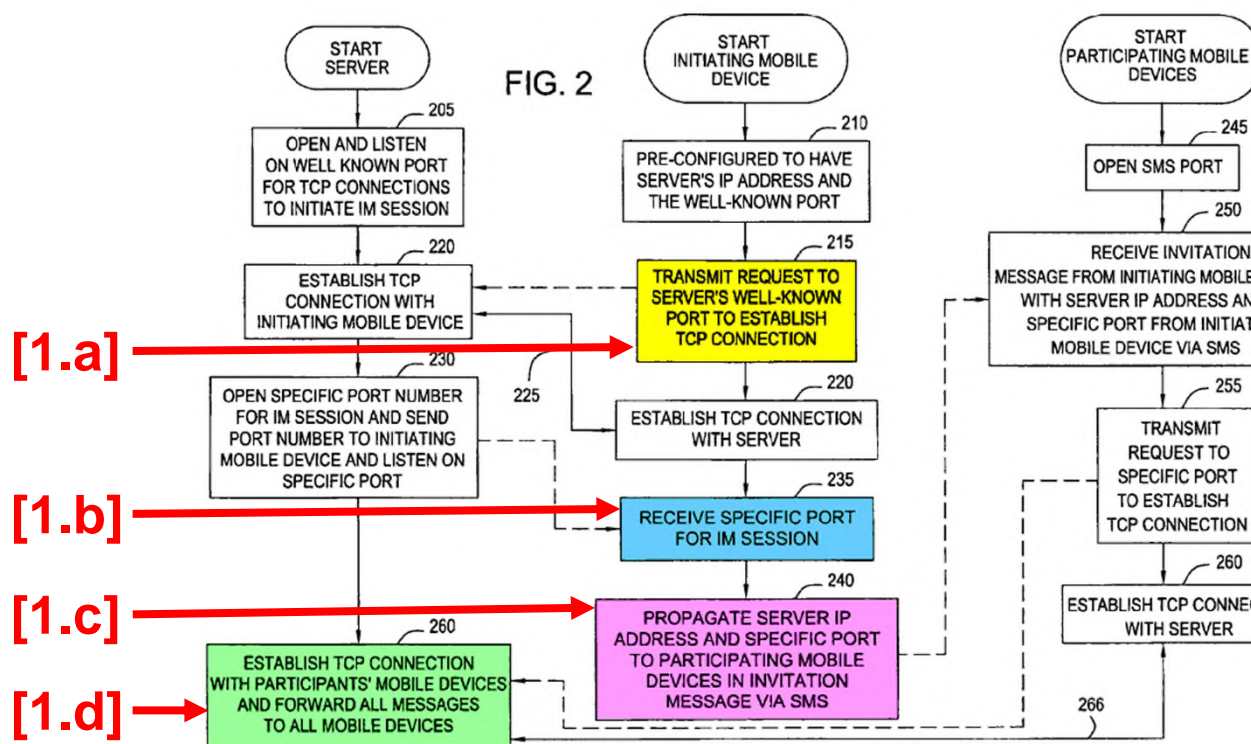 START
SERVER
205
OPEN AND LISTEN
ON WELL KNOWN PORT
FOR TCP CONNECTIONS
TO INITIATE IM SESSION
220
ESTABLISH TCP
CONNECTION WITH
INITIATING MOBILE DEVICE
[1.a]
230
OPEN SPECIFIC PORT NUMBER
FOR IM SESSION AND SEND
PORT NUMBER TO INITIATING
MOBILE DEVICE AND LISTEN ON
SPECIFIC PORT
[1.b]
[1.c]
260
ESTABLISH TCP CONNECTION
WITH PARTICIPANTS' MOBILE DEVICES
AND FORWARD ALL MESSAGES
TO ALL MOBILE DEVICES
[1.d]
FIG. 2
START
INITIATING MOBILE
DEVICE
210
PRE-CONFIGURED TO HAVE
SERVER'S IP ADDRESS AND
THE WELL-KNOWN PORT
215
TRANSMIT REQUEST TO
SERVER'S WELL-KNOWN
PORT TO ESTABLISH
TCP CONNECTION
225
220
ESTABLISH TCP CONNECTION
WITH SERVER
235
RECEIVE SPECIFIC PORT
FOR IM SESSION
240
PROPAGATE SERVER IP
ADDRESS AND SPECIFIC PORT
TO PARTICIPATING MOBILE
DEVICES IN INVITATION
MESSAGE VIA SMS
START
PARTICIPATING MOBILE
DEVICES
245
OPEN SMS PORT
250
RECEIVE INVITATION
MESSAGE FROM INITIATING MOBILE
WITH SERVER IP ADDRESS AN
SPECIFIC PORT FROM INITIAT
MOBILE DEVICE VIA SMS
255
TRANSMIT
REQUEST TO
SPECIFIC PORT
TO ESTABLISH
TCP CONNECTION
260
ESTABLISH TCP CONNEC
WITH SERVER
266